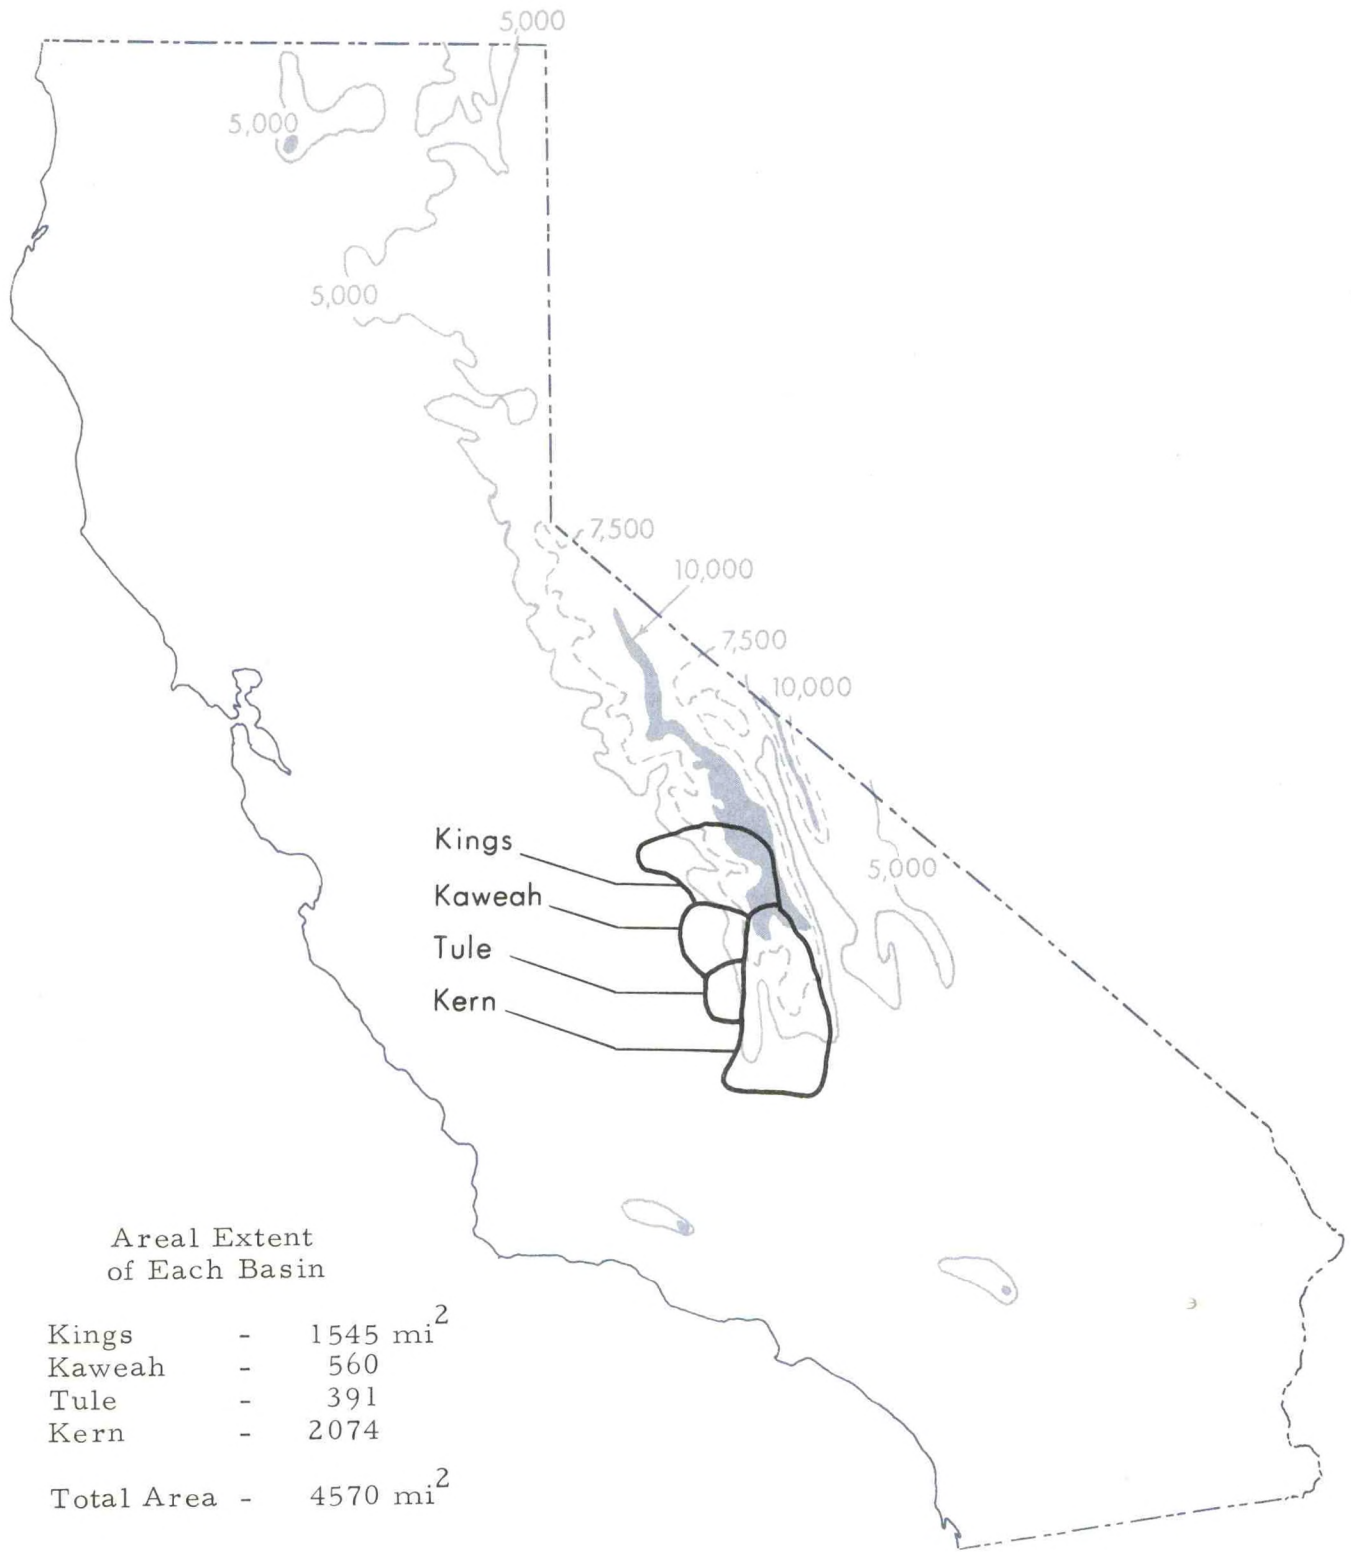 5,000
5,000
5,000
7,500
10,000
7,500
10,000
Kings
5,000
Kaweah
Tule
Kern
Areal Extent
of Each Basin
Kings - 1545 mi²
Kaweah - 560
Tule - 391
Kern - 2074
Total Area - 4570 mi²